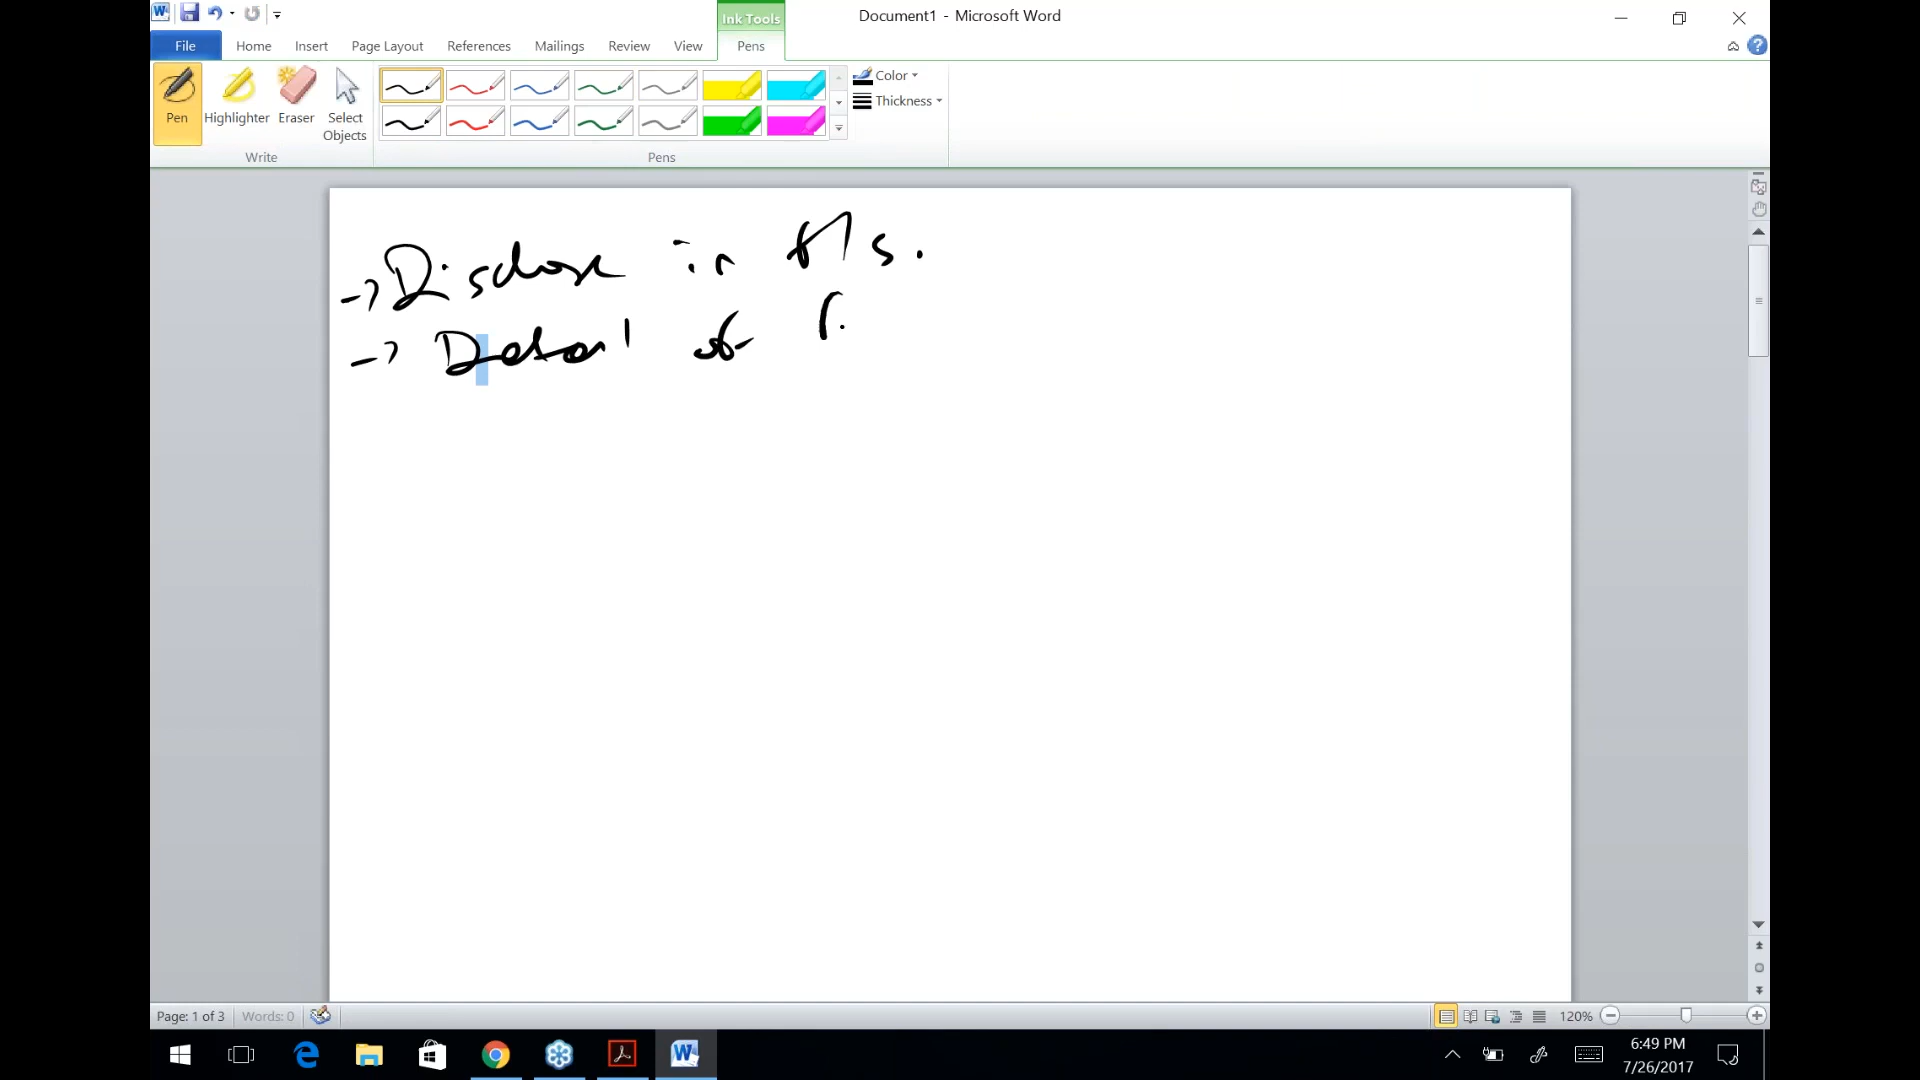 Document1 - Microsoft Word
Ink Tools
File Home Insert Page Layout References Mailings Review View Pens
Pen Highlighter Eraser Select Objects
Color
Thickness
Write Pens
→ Disclose in
→ of
Page: 1 of 3 Words: 0 120%
6:49 PM
7/26/2017